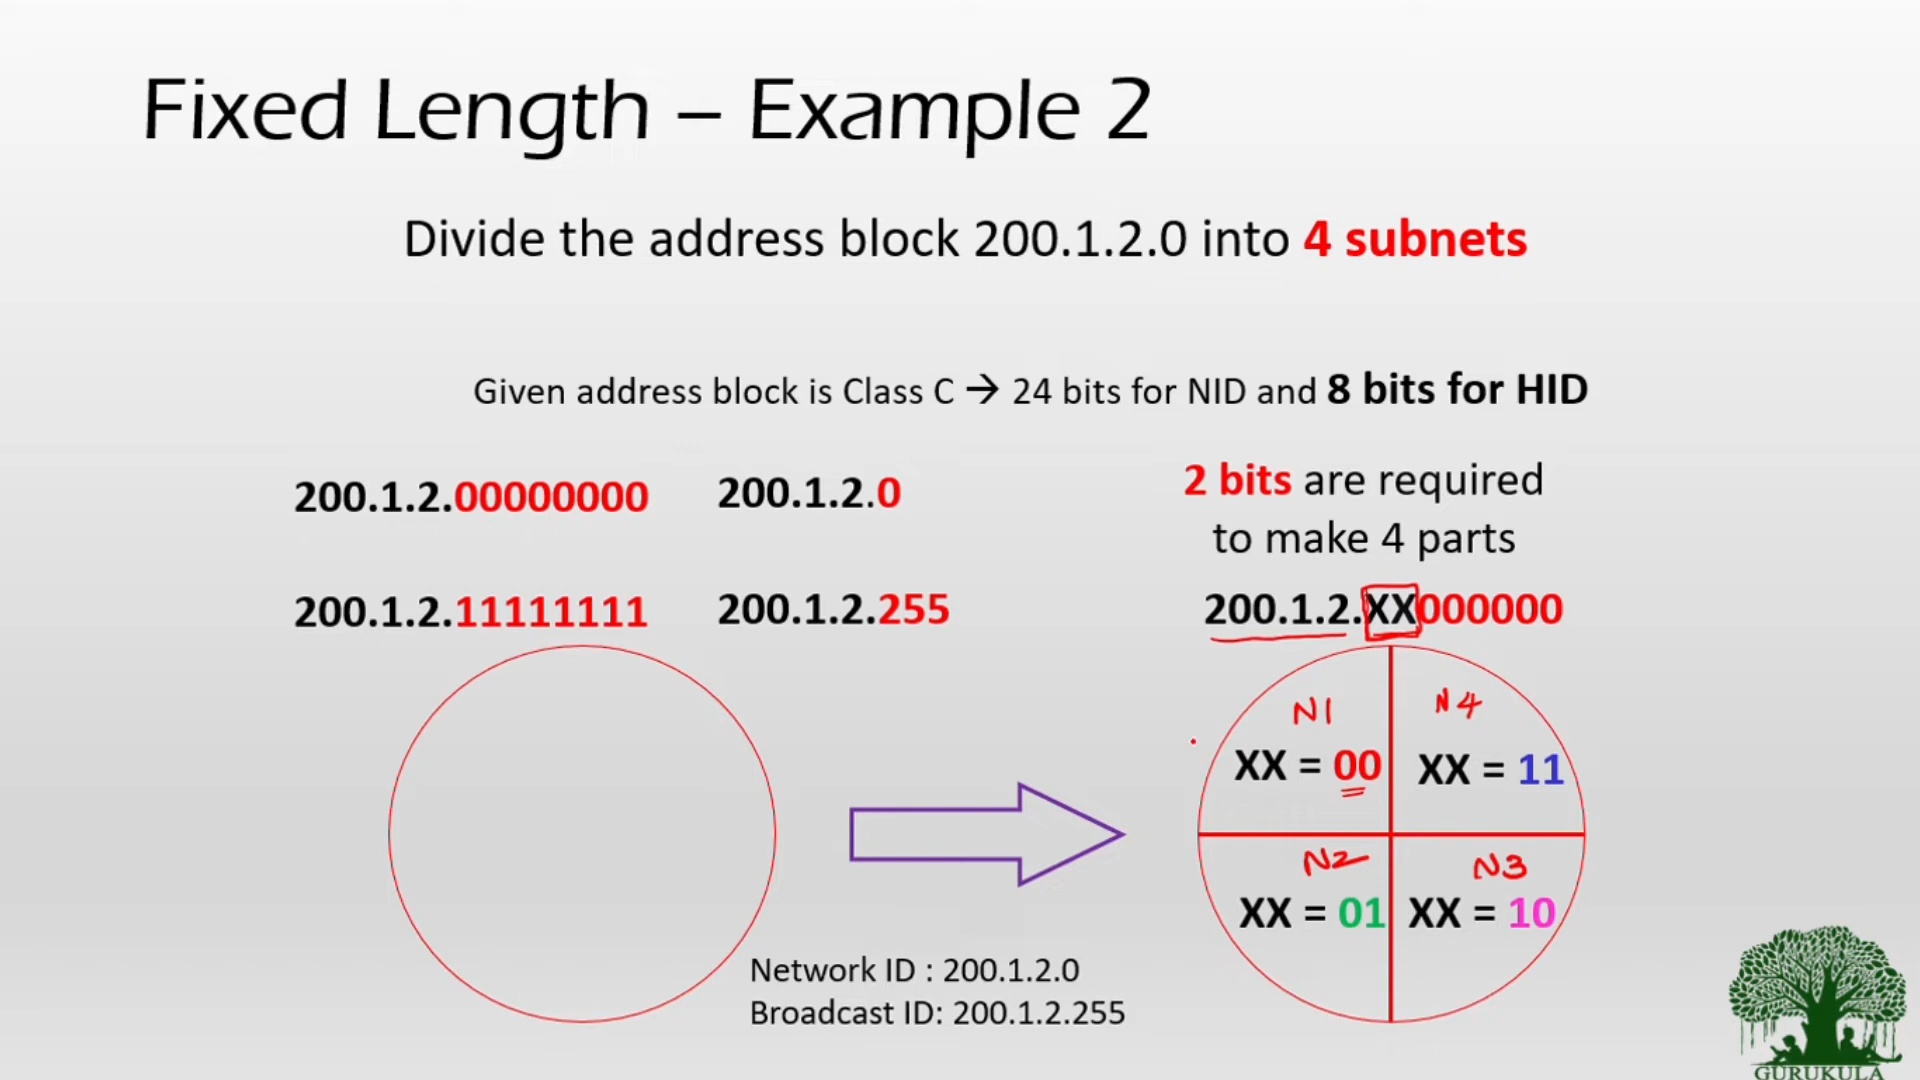 Fixed Length – Example 2
Divide the address block 200.1.2.0 into 4 subnets
Given address block is Class C → 24 bits for NID and 8 bits for HID
200.1.2.00000000
200.1.2.0
200.1.2.11111111
200.1.2.255
2 bits are required
to make 4 parts
200.1.2.XX000000
N1
N4
XX = 00
XX = 11
N2
N3
XX = 01
XX = 10
Network ID : 200.1.2.0
Broadcast ID: 200.1.2.255
GURUKULA